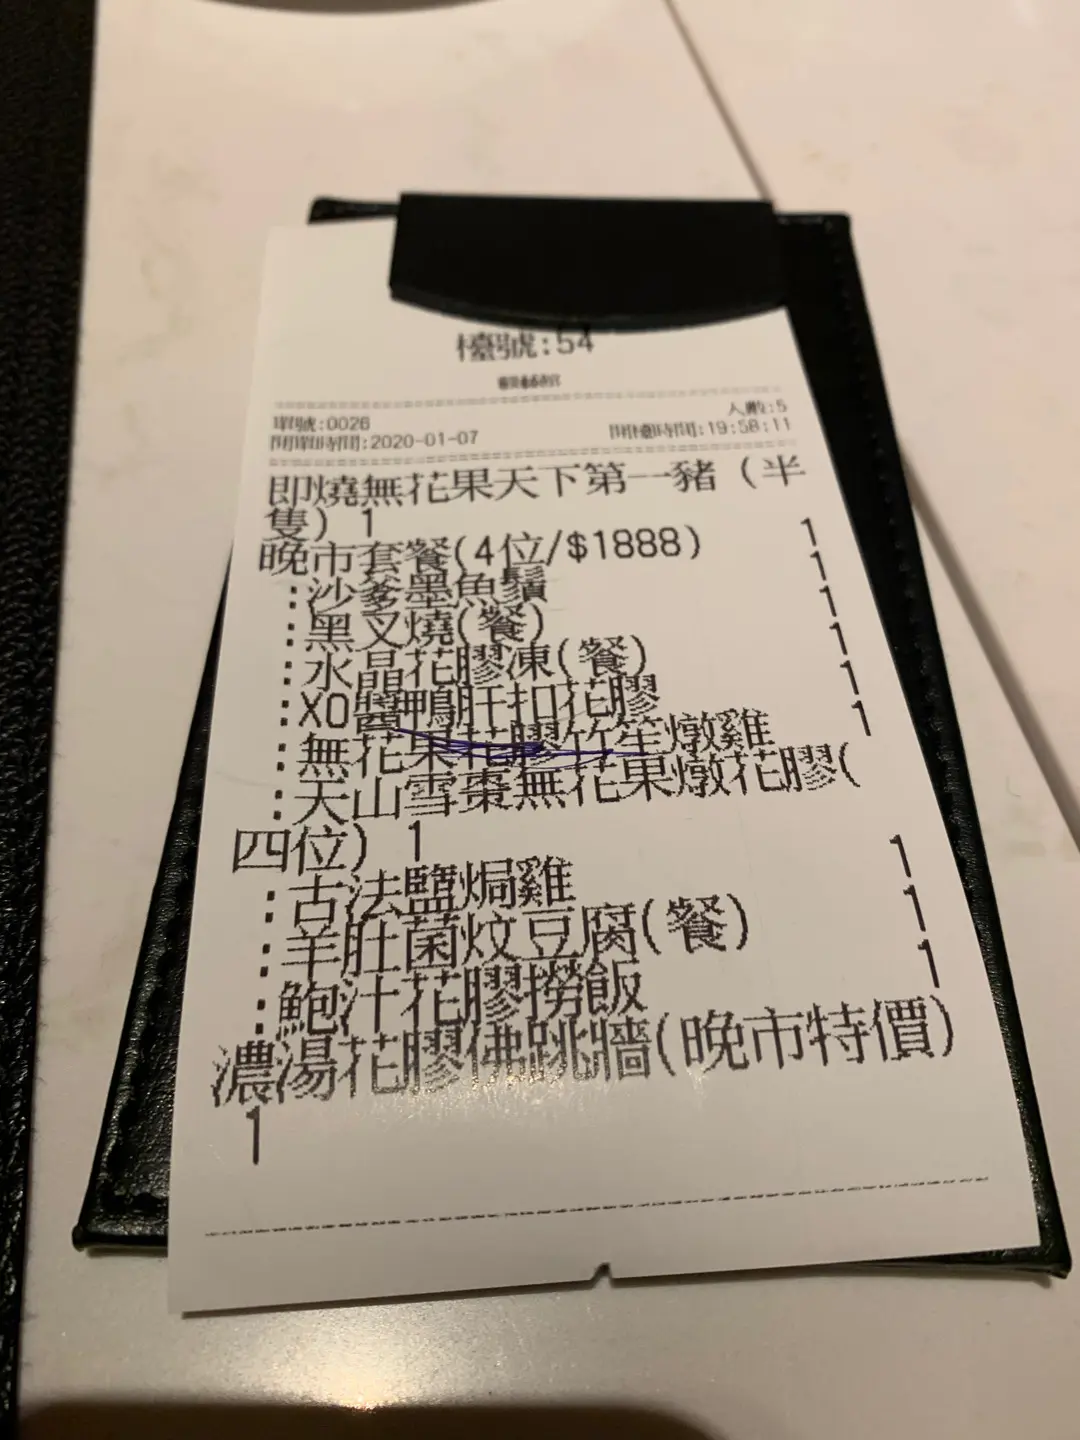 檯號:54
單號:0026
人數:5
開單時間:2020-01-07
開檯時間:19:58:11
即燒無花果天下第一豬(半
隻) 1
晚市套餐(4位/$1888) 1
:沙爹墨魚鬚 1
:黑叉燒(餐) 1
:水晶花膠凍(餐) 1
:XO醬鴨肝扣花膠 1
:無花果花膠竹笙燉雞 1
:天山雪棗無花果燉花膠(
四位) 1
:古法鹽焗雞 1
:羊肚菌炆豆腐(餐) 1
:鮑汁花膠撈飯 1
濃湯花膠佛跳牆(晚市特價)
1